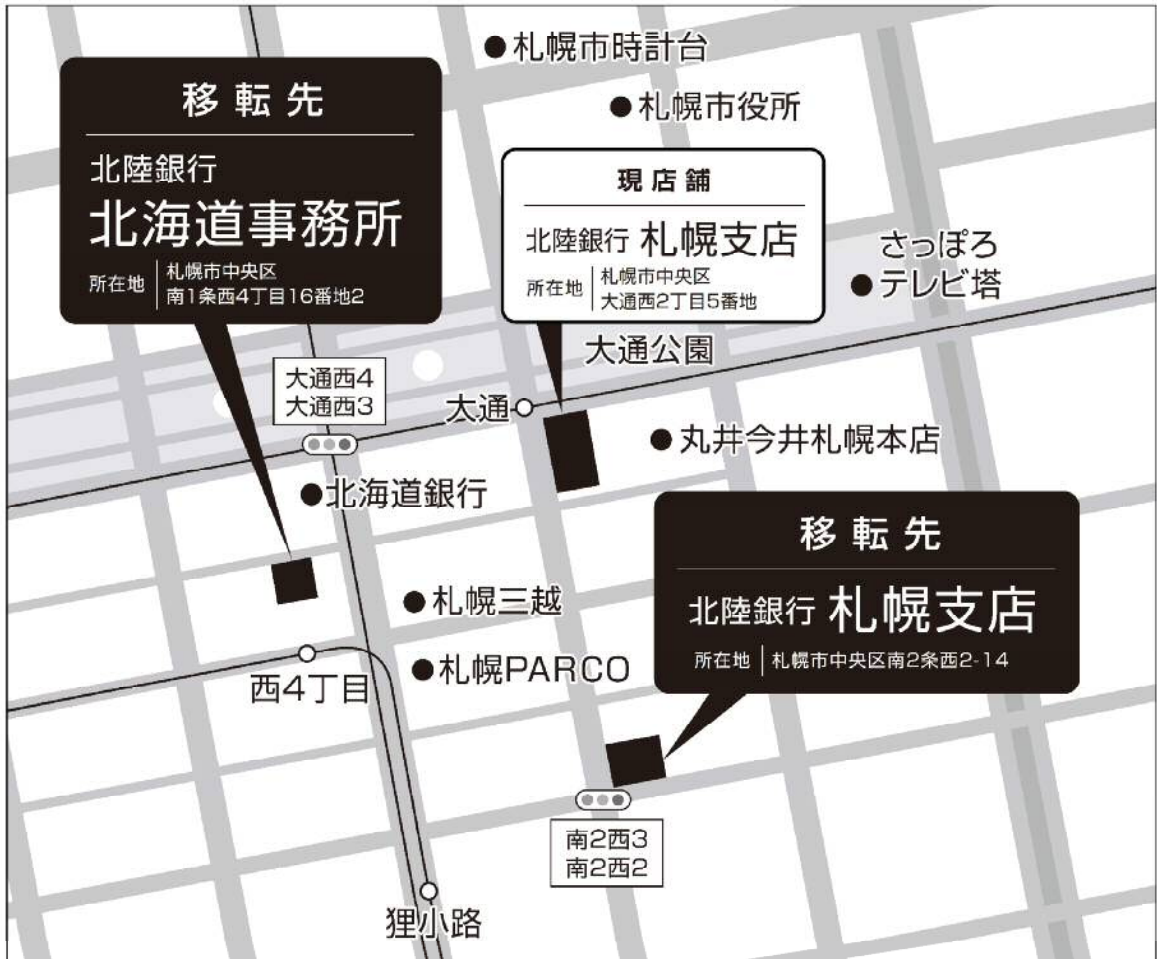 札幌市時計台
札幌市役所
移転先
北陸銀行
北海道事務所
所在地
札幌市中央区
南1条西4丁目16番地2
現店舗
北陸銀行 札幌支店
所在地
札幌市中央区
大通西2丁目5番地
さっぽろ
テレビ塔
大通公園
大通西4
大通西3
大通
丸井今井札幌本店
北海道銀行
移転先
北陸銀行 札幌支店
所在地 札幌市中央区南2条西2-14
札幌三越
札幌PARCO
西4丁目
南2西3
南2西2
狸小路